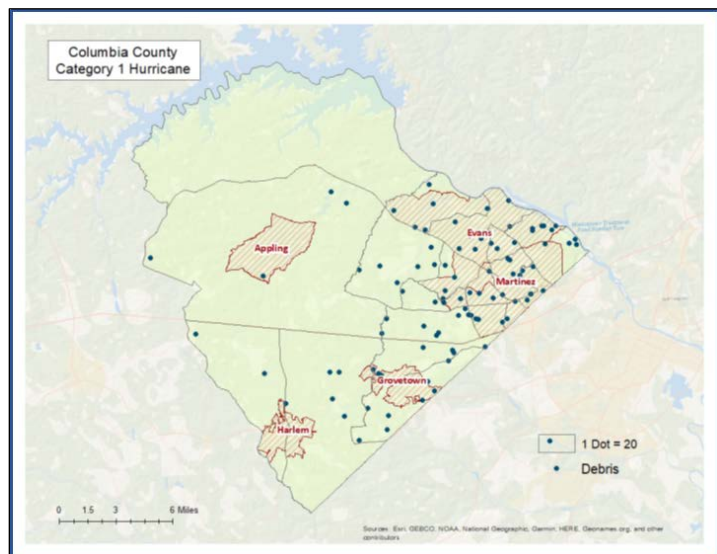 Columbia County
Category 1 Hurricane
Evans
Appling
Martinez
Grovetown
Harlem
1 Dot = 20
Debris
0 1.5 3 6 Miles
Sources: Esri, GEBCO, NOAA, National Geographic, Garmin, HERE, Geonames.org, and other
contributors